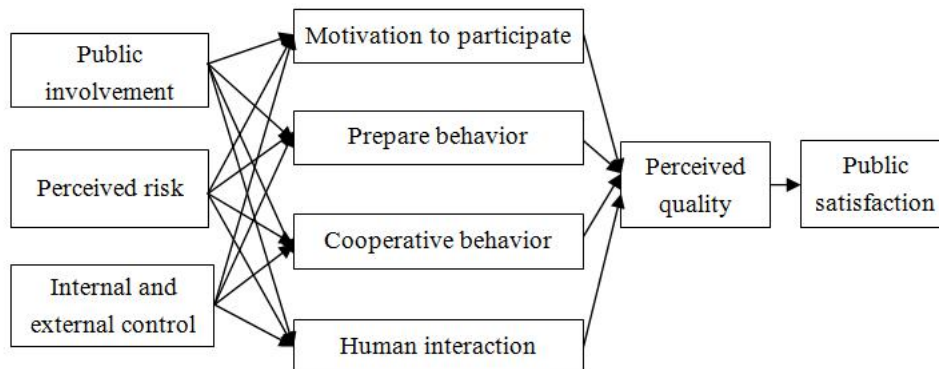 Public
involvement
Perceived risk
Internal and
external control
Motivation to participate
Prepare behavior
Cooperative behavior
Human interaction
Perceived
quality
Public
satisfaction